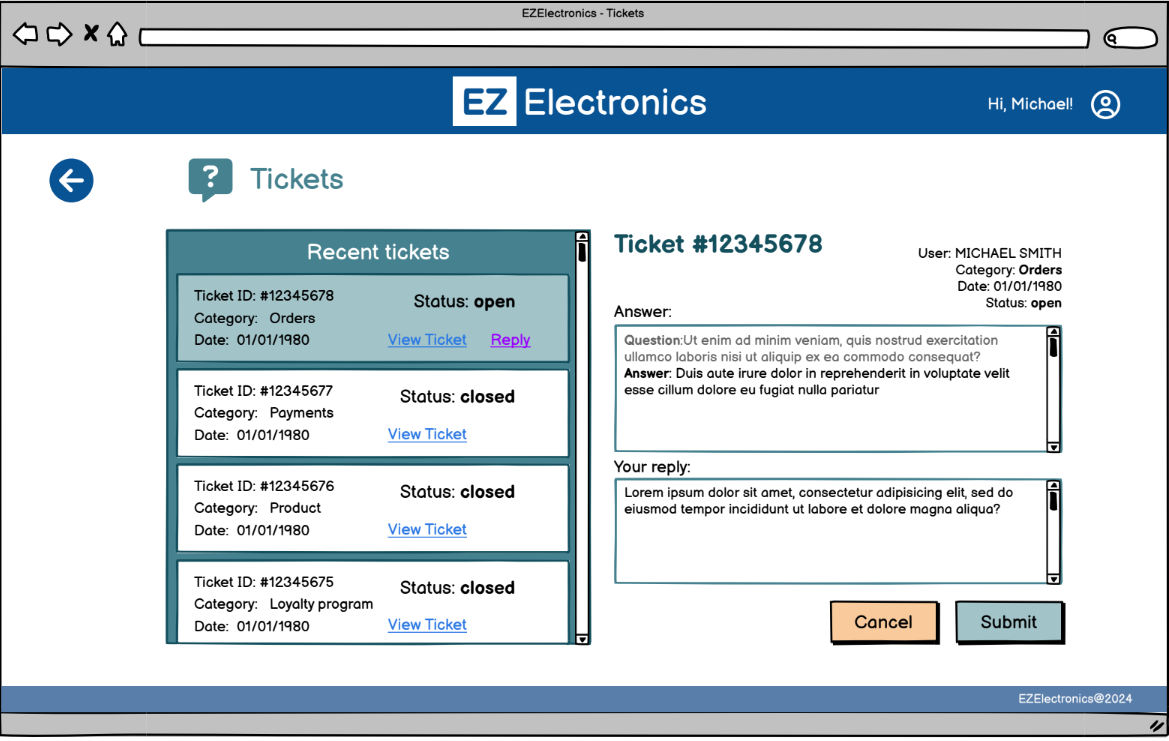 EZElectronics - Tickets
EZ Electronics
Hi, Michael!
?
Tickets
Recent tickets
Ticket ID: #12345678
Category: Orders
Date: 01/01/1980
Status: open
View Ticket Reply
Ticket ID: #12345677
Category: Payments
Date: 01/01/1980
Status: closed
View Ticket
Ticket ID: #12345676
Category: Product
Date: 01/01/1980
Status: closed
View Ticket
Ticket ID: #12345675
Category: Loyalty program
Date: 01/01/1980
Status: closed
View Ticket
Ticket #12345678
User: MICHAEL SMITH
Category: Orders
Date: 01/01/1980
Status: open
Answer:
Question:Ut enim ad minim veniam, quis nostrud exercitation
ullamco laboris nisi ut aliquip ex ea commodo consequat?
Answer: Duis aute irure dolor in reprehenderit in voluptate velit
esse cillum dolore eu fugiat nulla pariatur
Your reply:
Lorem ipsum dolor sit amet, consectetur adipisicing elit, sed do
eiusmod tempor incididunt ut labore et dolore magna aliqua?
Cancel
Submit
EZElectronics@2024